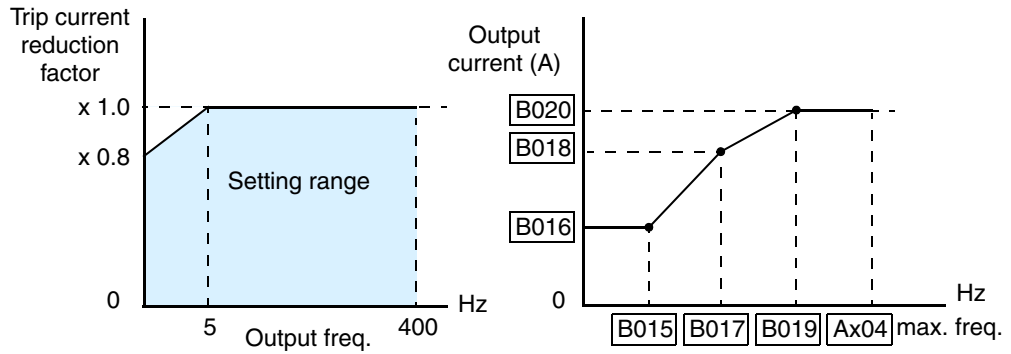 Trip current
reduction
factor
x 1.0
x 0.8
Setting range
0
5
Output freq.
400
Hz
Output
current (A)
B020
B018
B016
0
Hz
B015 B017 B019 Ax04 max. freq.